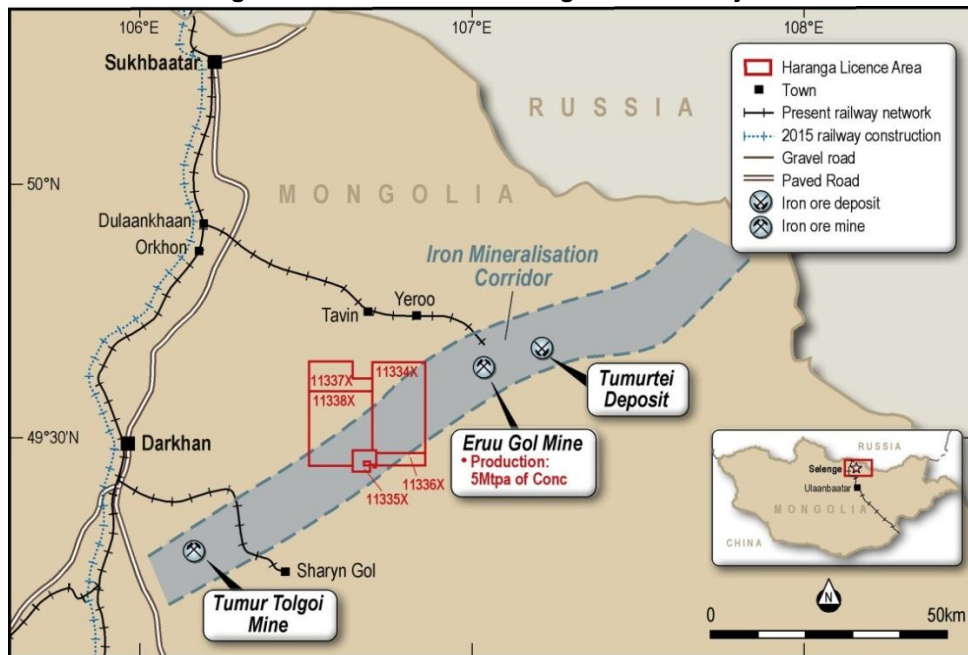 106°E
107°E
108°E
Sukhbaatar
RUSSIA
MONGOLIA
50°N
Dulaankhaan
Orkhon
Iron Mineralisation
Corridor
Yeroo
Tavin
11337X
11334X
11338X
Tumurtei
Deposit
49°30'N
Darkhan
Eruu Gol Mine
• Production:
5Mtpa of Conc
11336X
11335X
Sharyn Gol
Tumur Tolgoi
Mine
Haranga Licence Area
Town
Present railway network
2015 railway construction
Gravel road
Paved Road
Iron ore deposit
Iron ore mine
RUSSIA
Selenge
Ulaanbaatar
MONGOLIA
CHINA
N
0
50km